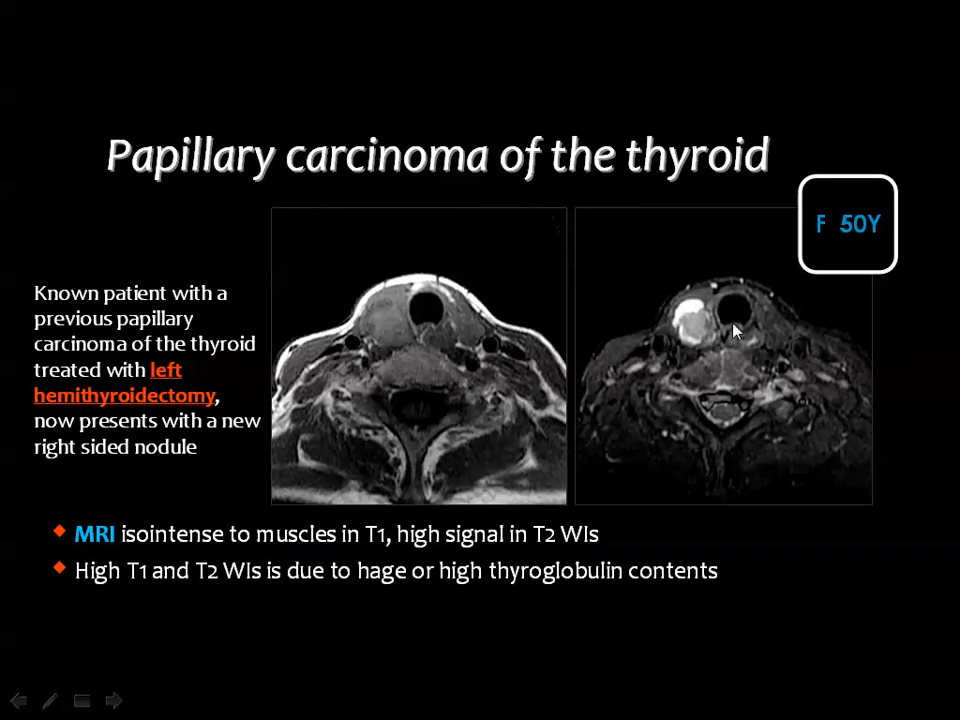 Papillary carcinoma of the thyroid
F 50Y
Known patient with a
previous papillary
carcinoma of the thyroid
treated with left
hemithyroidectomy,
now presents with a new
right sided nodule
MRI isointense to muscles in T1, high signal in T2 WIs
High T1 and T2 WIs is due to hage or high thyroglobulin contents